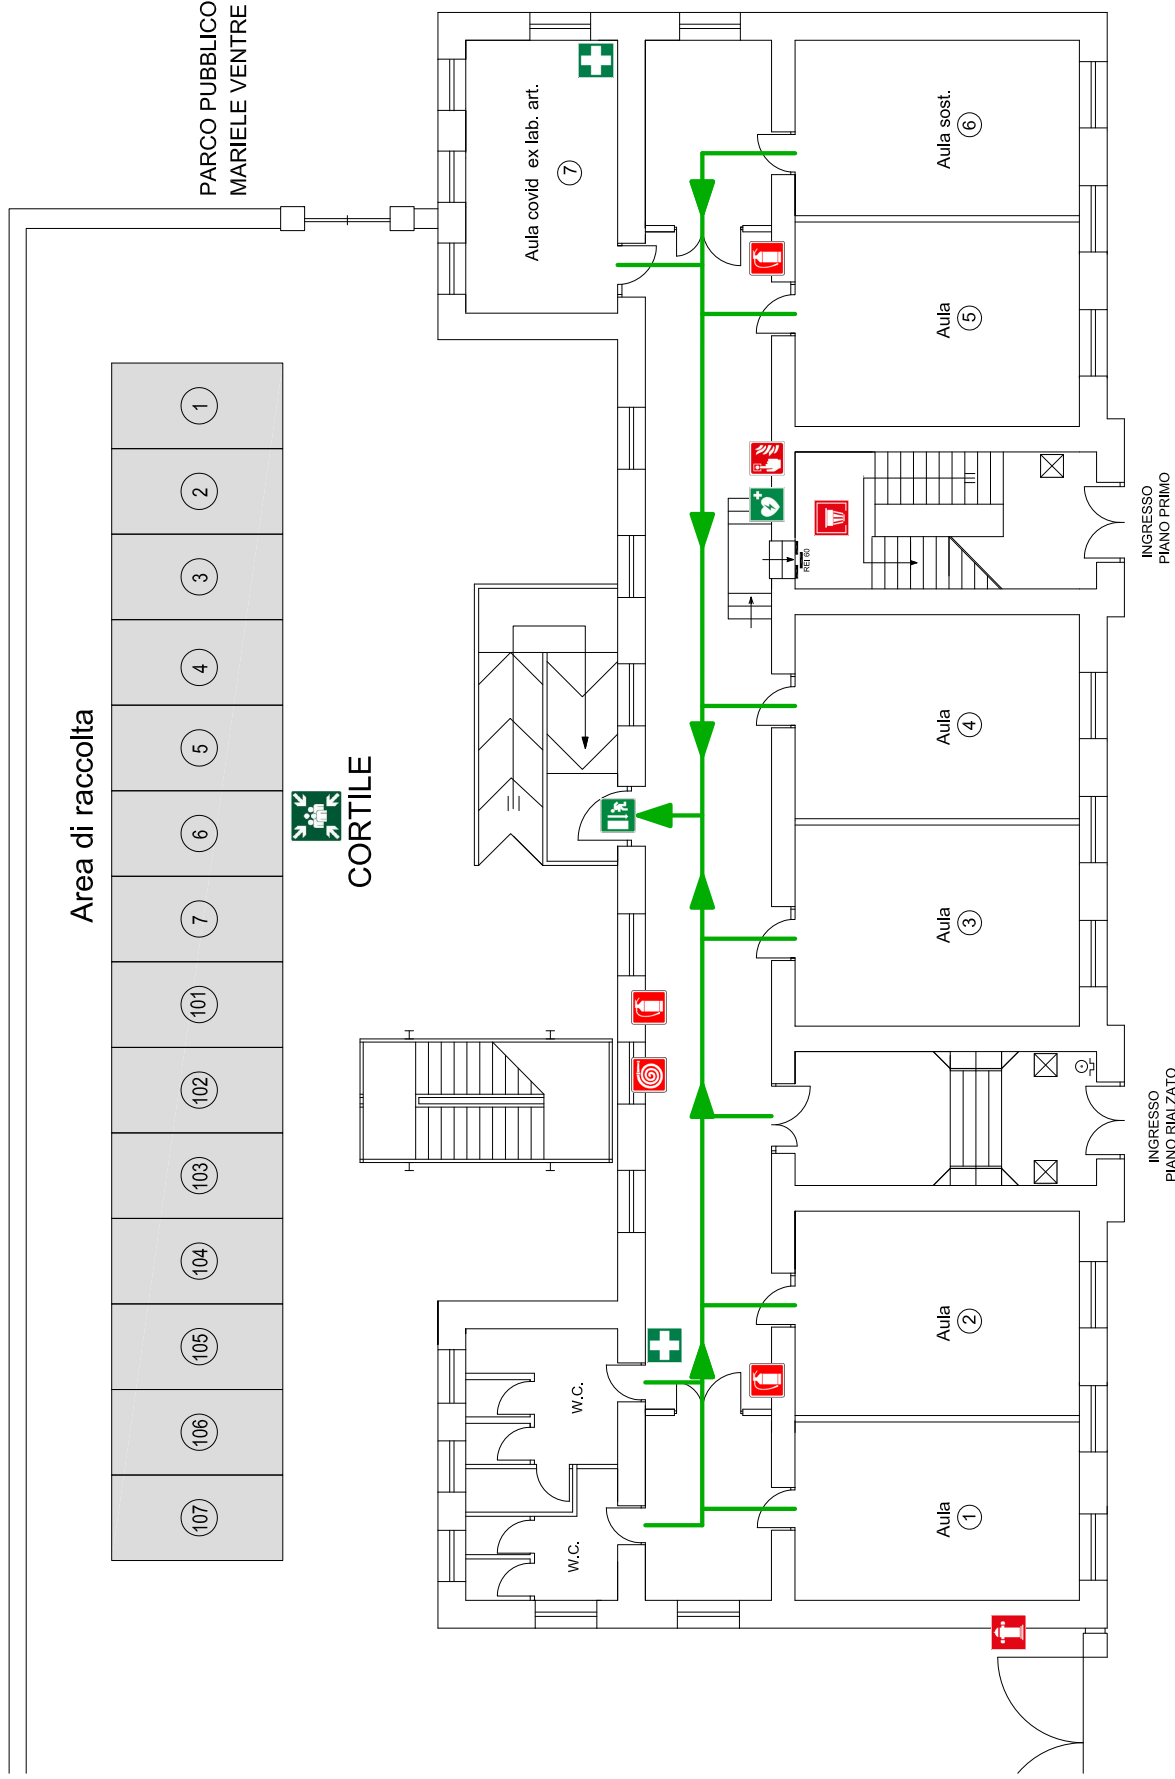 Area di raccolta
107
106
105
104
103
102
101
7
6
5
4
3
2
1
PARCO PUBBLICO
MARIELE VENTRE
CORTILE
Aula covid ex lab. art.
7
W.C.
W.C.
REI 60
Aula
1
Aula
2
Aula
3
Aula
4
Aula
5
Aula sost.
6
INGRESSO
PIANO RIALZATO
INGRESSO
PIANO PRIMO